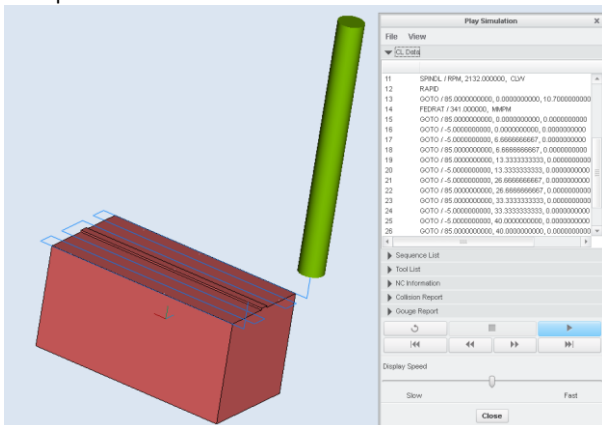 Play Simulation X
File View
CL Data
11 SPINDL / RPM, 2132.000000, CLW
12 RAPID
13 GOTO / 85.0000000000, 0.0000000000, 10.7000000000
14 FEDRAT / 341.000000, MMPM
15 GOTO / 85.0000000000, 0.0000000000, 0.0000000000
16 GOTO / -5.0000000000, 0.0000000000, 0.0000000000
17 GOTO / -5.0000000000, 6.6666666667, 0.0000000000
18 GOTO / 85.0000000000, 6.6666666667, 0.0000000000
19 GOTO / 85.0000000000, 13.3333333333, 0.0000000000
20 GOTO / -5.0000000000, 13.3333333333, 0.0000000000
21 GOTO / -5.0000000000, 26.6666666667, 0.0000000000
22 GOTO / 85.0000000000, 26.6666666667, 0.0000000000
23 GOTO / 85.0000000000, 33.3333333333, 0.0000000000
24 GOTO / -5.0000000000, 33.3333333333, 0.0000000000
25 GOTO / -5.0000000000, 40.0000000000, 0.0000000000
26 GOTO / 85.0000000000, 40.0000000000, 0.0000000000
Sequence List
Tool List
NC Information
Collision Report
Gouge Report
Display Speed
Slow Fast
Close